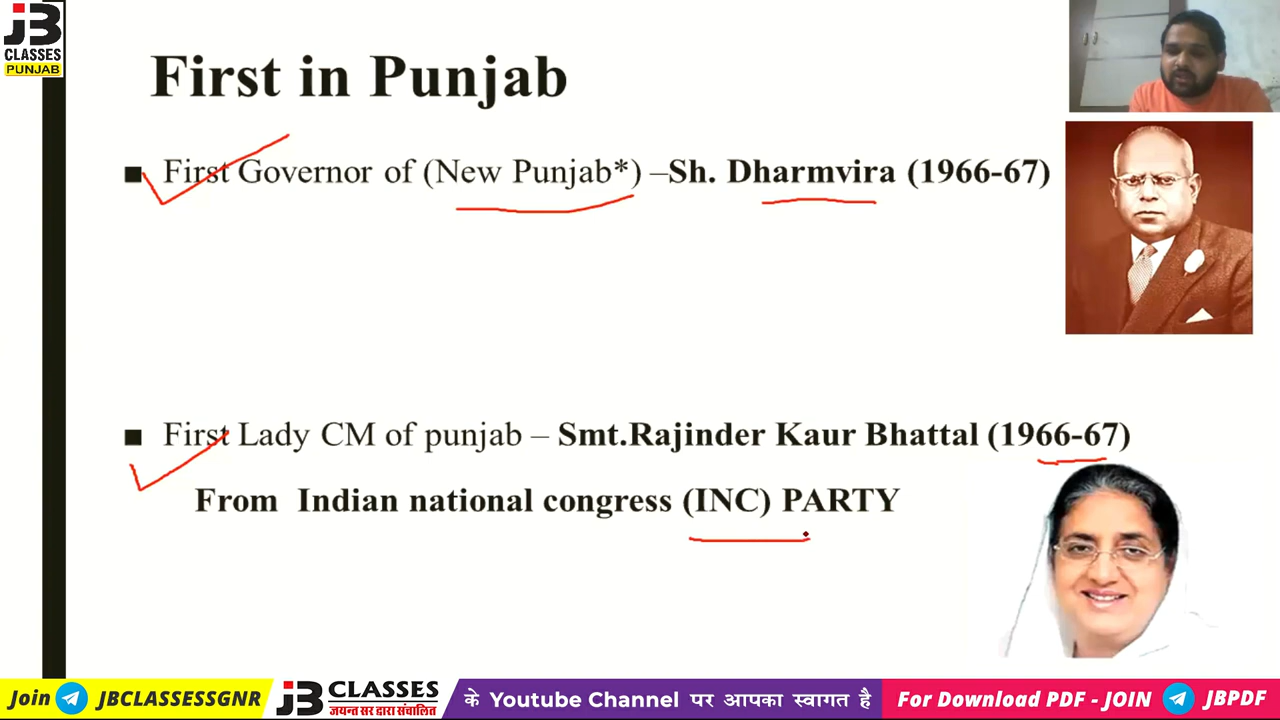 JB
CLASSES
PUNJAB
First in Punjab
■ First Governor of (New Punjab*) –Sh. Dharmvira (1966-67)
■ First Lady CM of punjab – Smt.Rajinder Kaur Bhattal (1966-67)
From Indian national congress (INC) PARTY
Join JBCLASSESSGNR
JB CLASSES
जयन्त सर द्वारा संचालित
के Youtube Channel पर आपका स्वागत है
For Download PDF - JOIN JBPDF